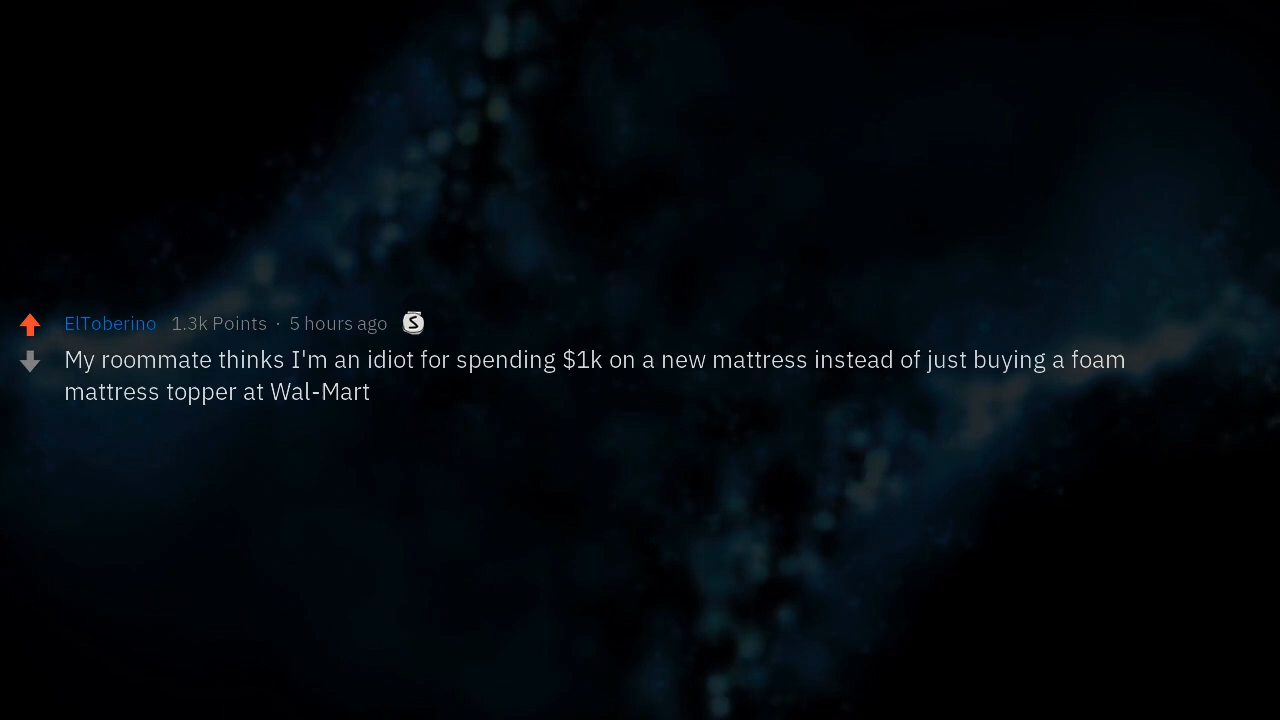 ElToberino 1.3k Points · 5 hours ago S
My roommate thinks I'm an idiot for spending $1k on a new mattress instead of just buying a foam
mattress topper at Wal-Mart